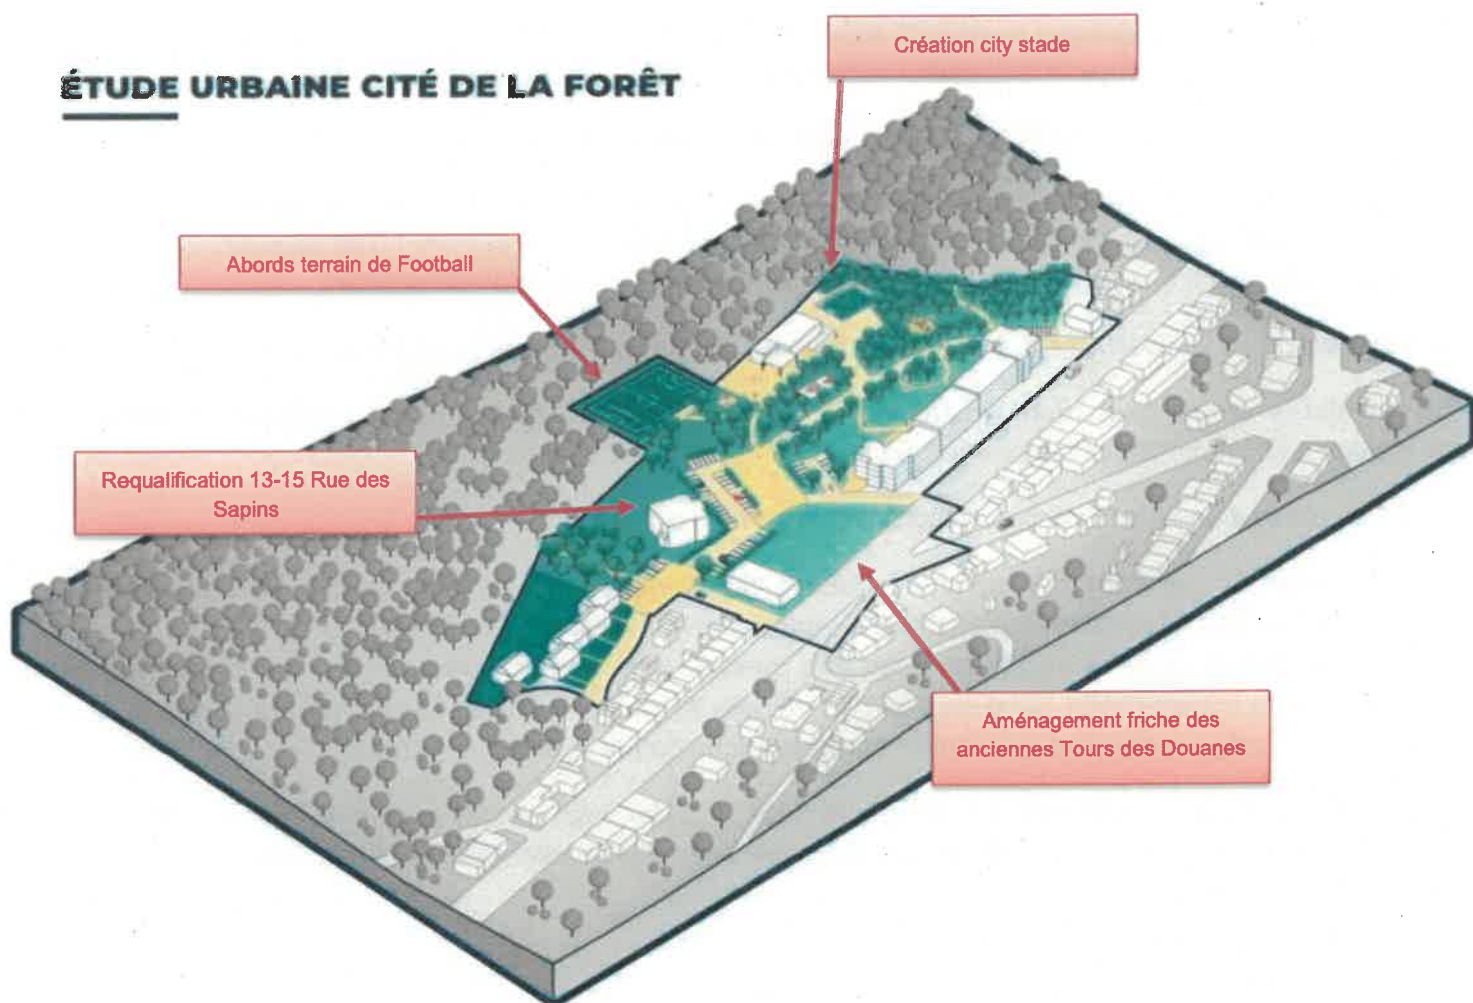 ÉTUDE URBAINE CITÉ DE LA FORÊT
Création city stade
Abords terrain de Football
Requalification 13-15 Rue des
Sapins
Aménagement friche des
anciennes Tours des Douanes